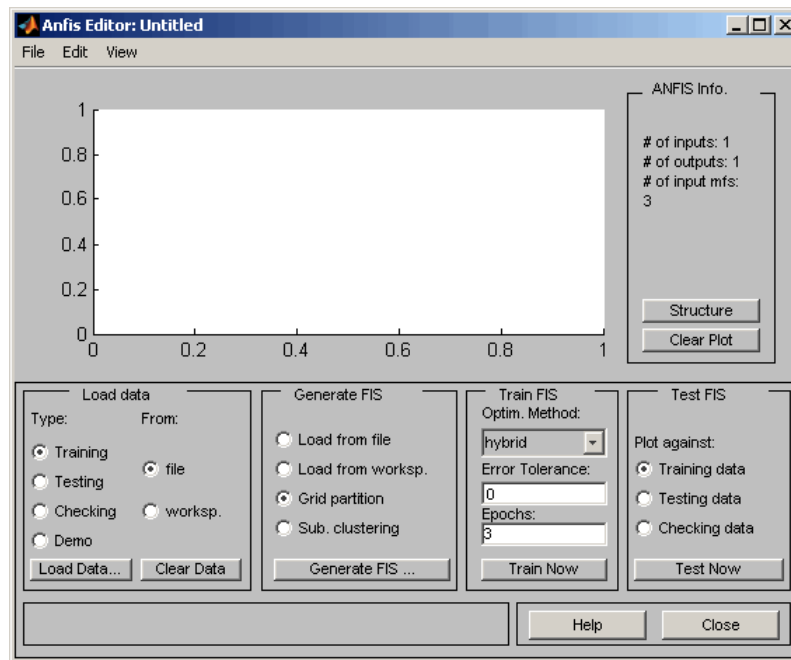 Anfis Editor: Untitled
File Edit View
ANFIS Info.
# of inputs: 1
# of outputs: 1
# of input mfs:
3
Structure
Clear Plot
1
0.8
0.6
0.4
0.2
0
0 0.2 0.4 0.6 0.8 1
Load data
Type: From:
Training
Testing
Checking
Demo
file
worksp.
Load Data... Clear Data
Generate FIS
Load from file
Load from worksp.
Grid partition
Sub. clustering
Generate FIS ...
Train FIS
Optim. Method:
hybrid
Error Tolerance:
0
Epochs:
3
Train Now
Test FIS
Plot against:
Training data
Testing data
Checking data
Test Now
Help Close